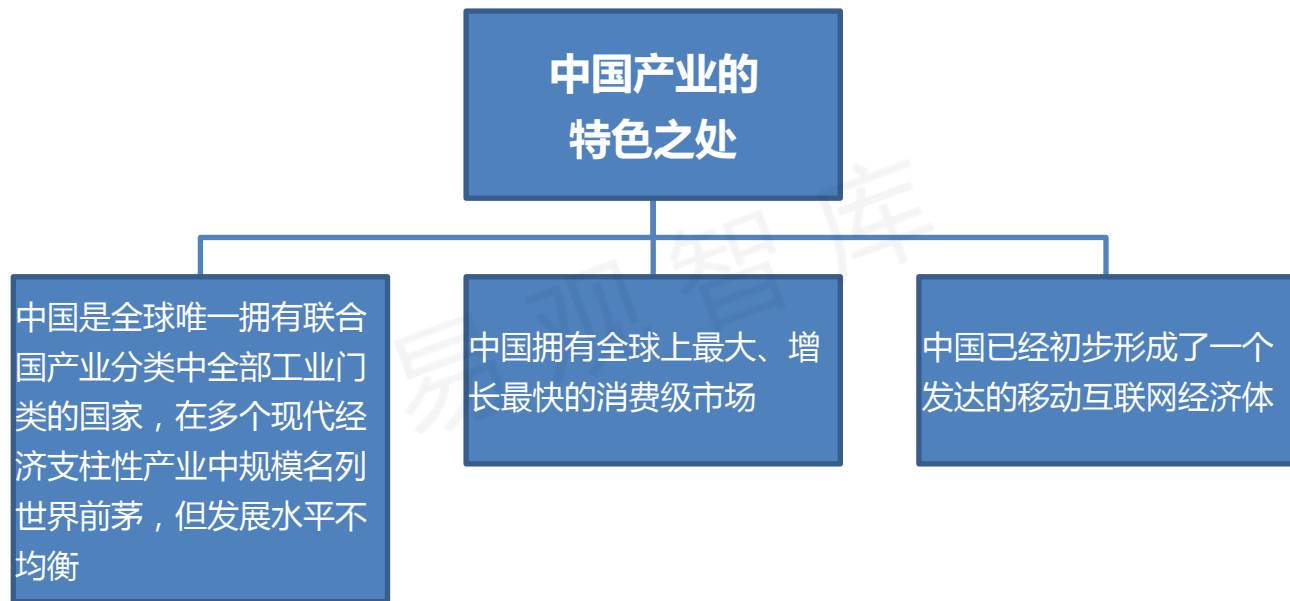 中国产业的
特色之处
中国是全球唯一拥有联合
国产业分类中全部工业门
类的国家，在多个现代经
济支柱性产业中规模名列
世界前茅，但发展水平不
均衡
中国拥有全球上最大、增
长最快的消费级市场
中国已经初步形成了一个
发达的移动互联网经济体
易观智库